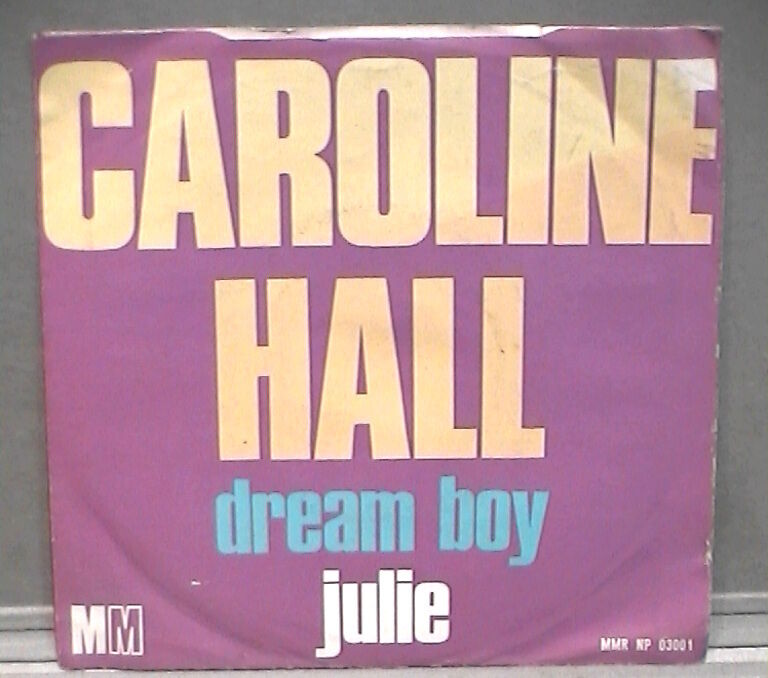 CAROLINE
HALL
dream boy
julie
MM
MMR NP 03001